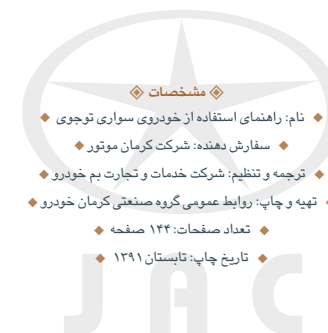 مشخصات
نام: راهنمای استفاده از خودروی سواری توجوی
سفارش دهنده: شرکت کرمان موتور
ترجمه و تنظیم: شرکت خدمات و تجارت بم خودرو
تهیه و چاپ: روابط عمومی گروه صنعتی کرمان خودرو
تعداد صفحات: ۱۴۴ صفحه
تاریخ چاپ: تابستان ۱۳۹۱
JAC